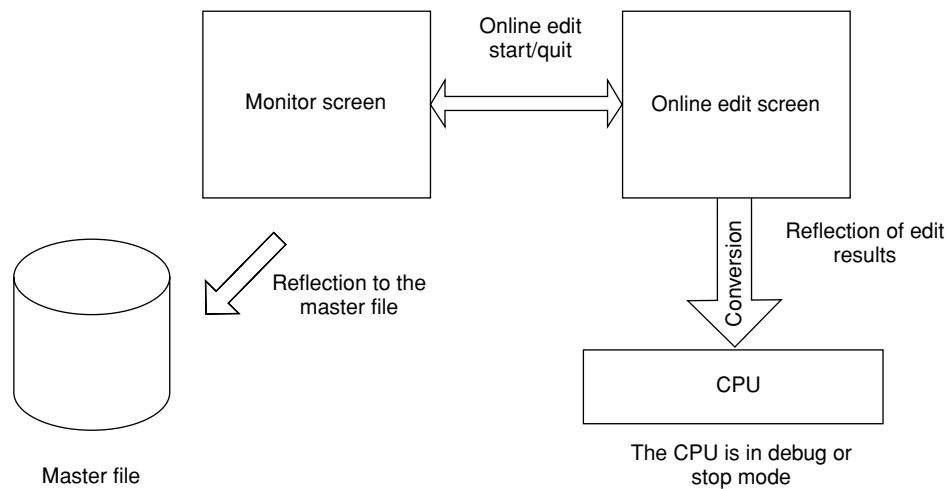 Online edit
start/quit
Monitor screen
Online edit screen
Conversion
Reflection of edit
results
Reflection to the
master file
CPU
The CPU is in debug or
stop mode
Master file